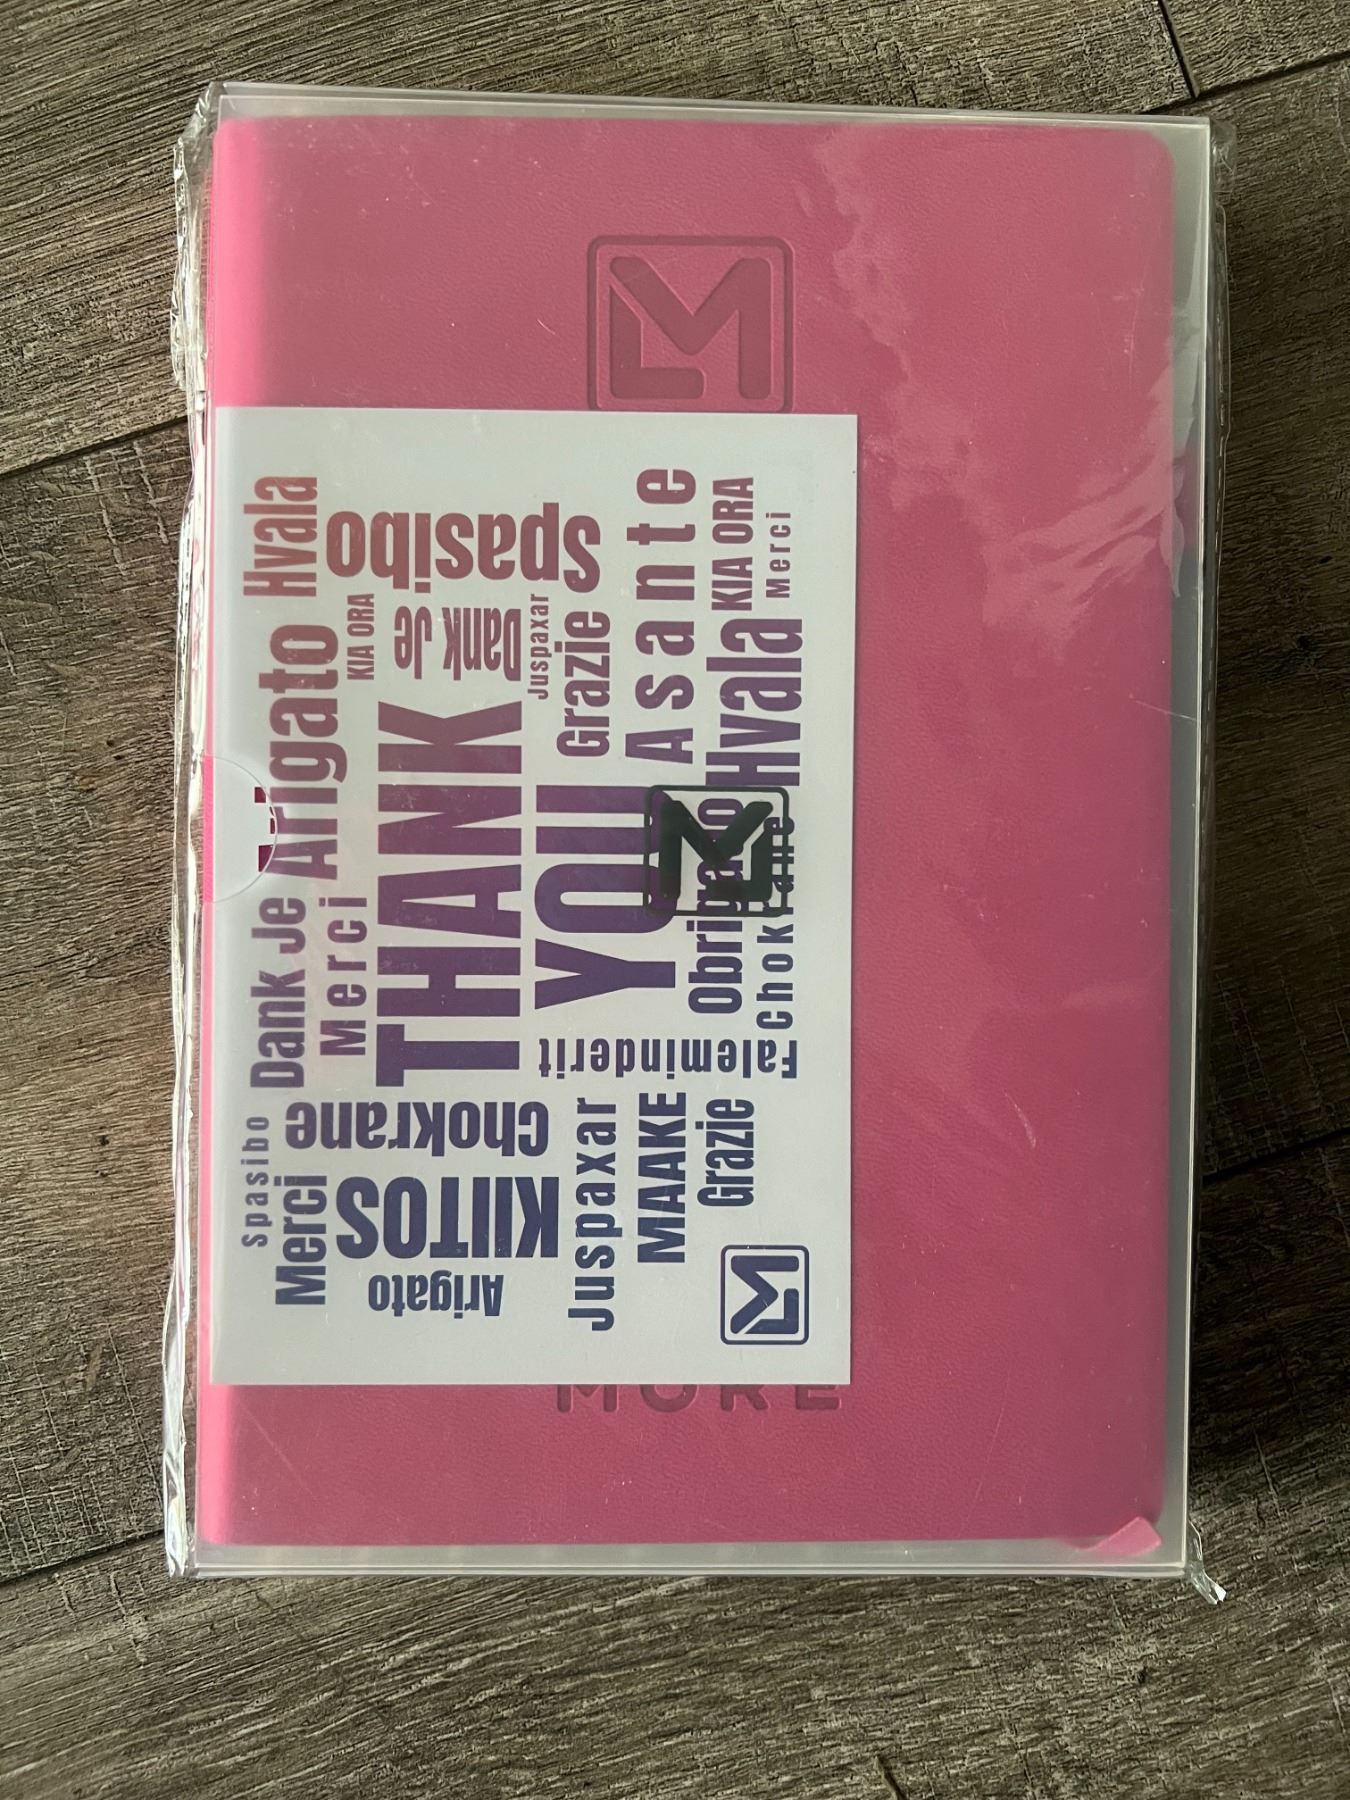 Hvala
Arigato
Dank Je
Spasibo
Merci
KIA ORA
Merci
Spasibo
Dank Je
THANK
Chokrane
KIITOS
Arigato
Juspaxar
Grazie
YOU
Faleminderit
Juspaxar
Asante
MAAKE
KIA ORA
Hvala
Obrigado
Grazie
Merci
Chokrane
MORE